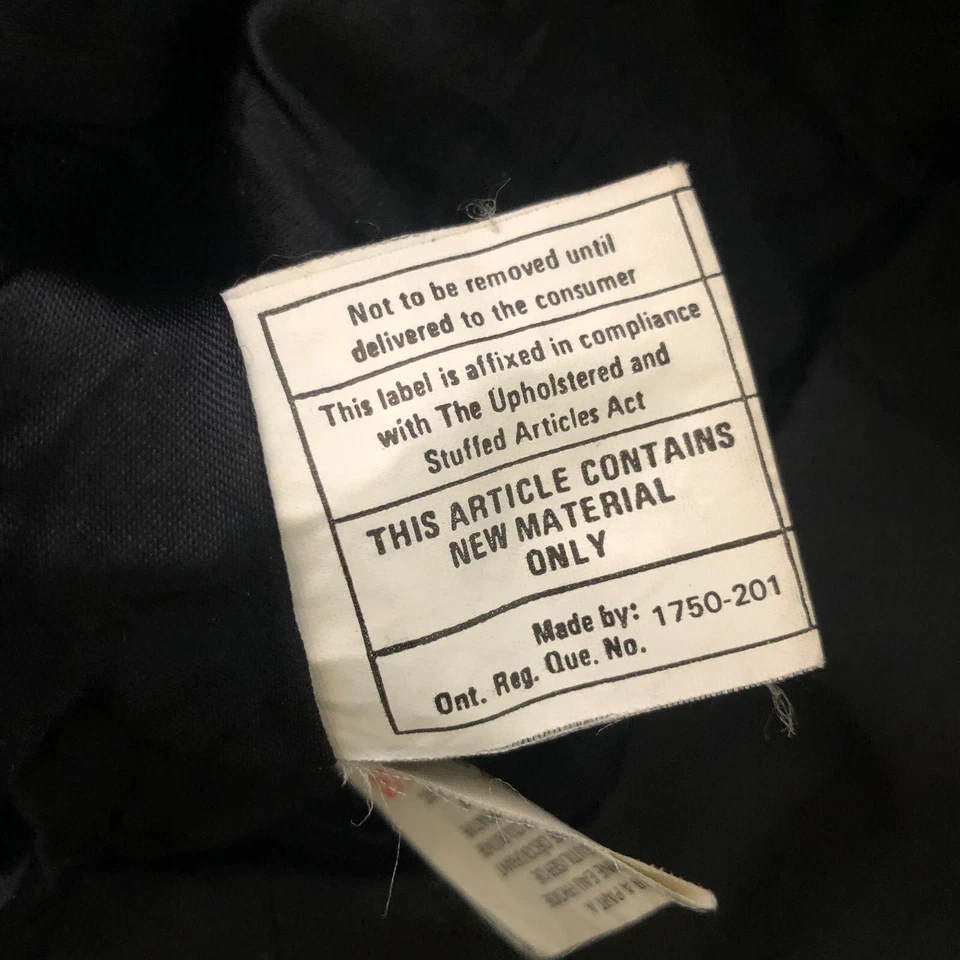 Not to be removed until
delivered to the consumer
This label is affixed in compliance
with The Upholstered and
Stuffed Articles Act
THIS ARTICLE CONTAINS
NEW MATERIAL
ONLY
Made by: 1750-201
Ont. Reg. Que. No.